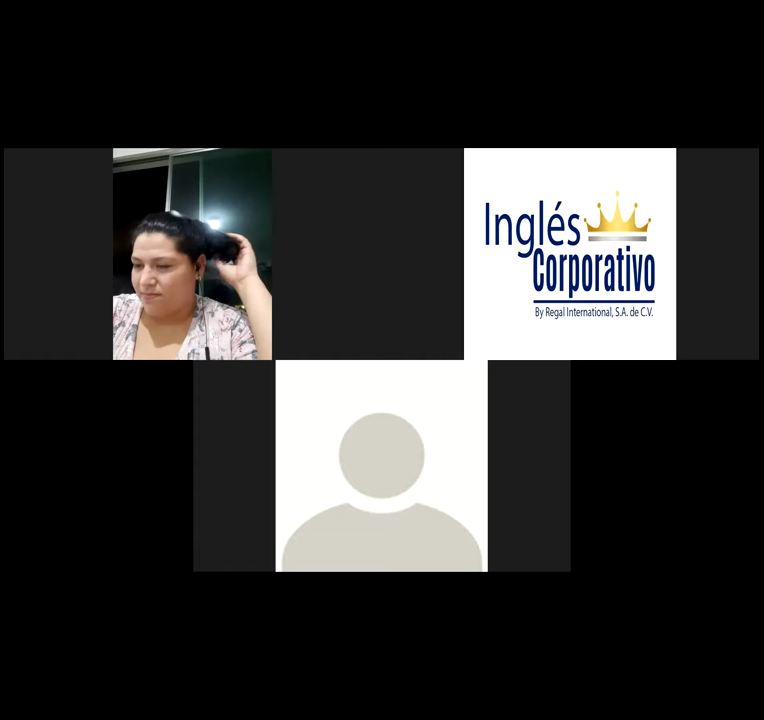 Inglés
Corporativo
By Regal International, S.A. de C.V.